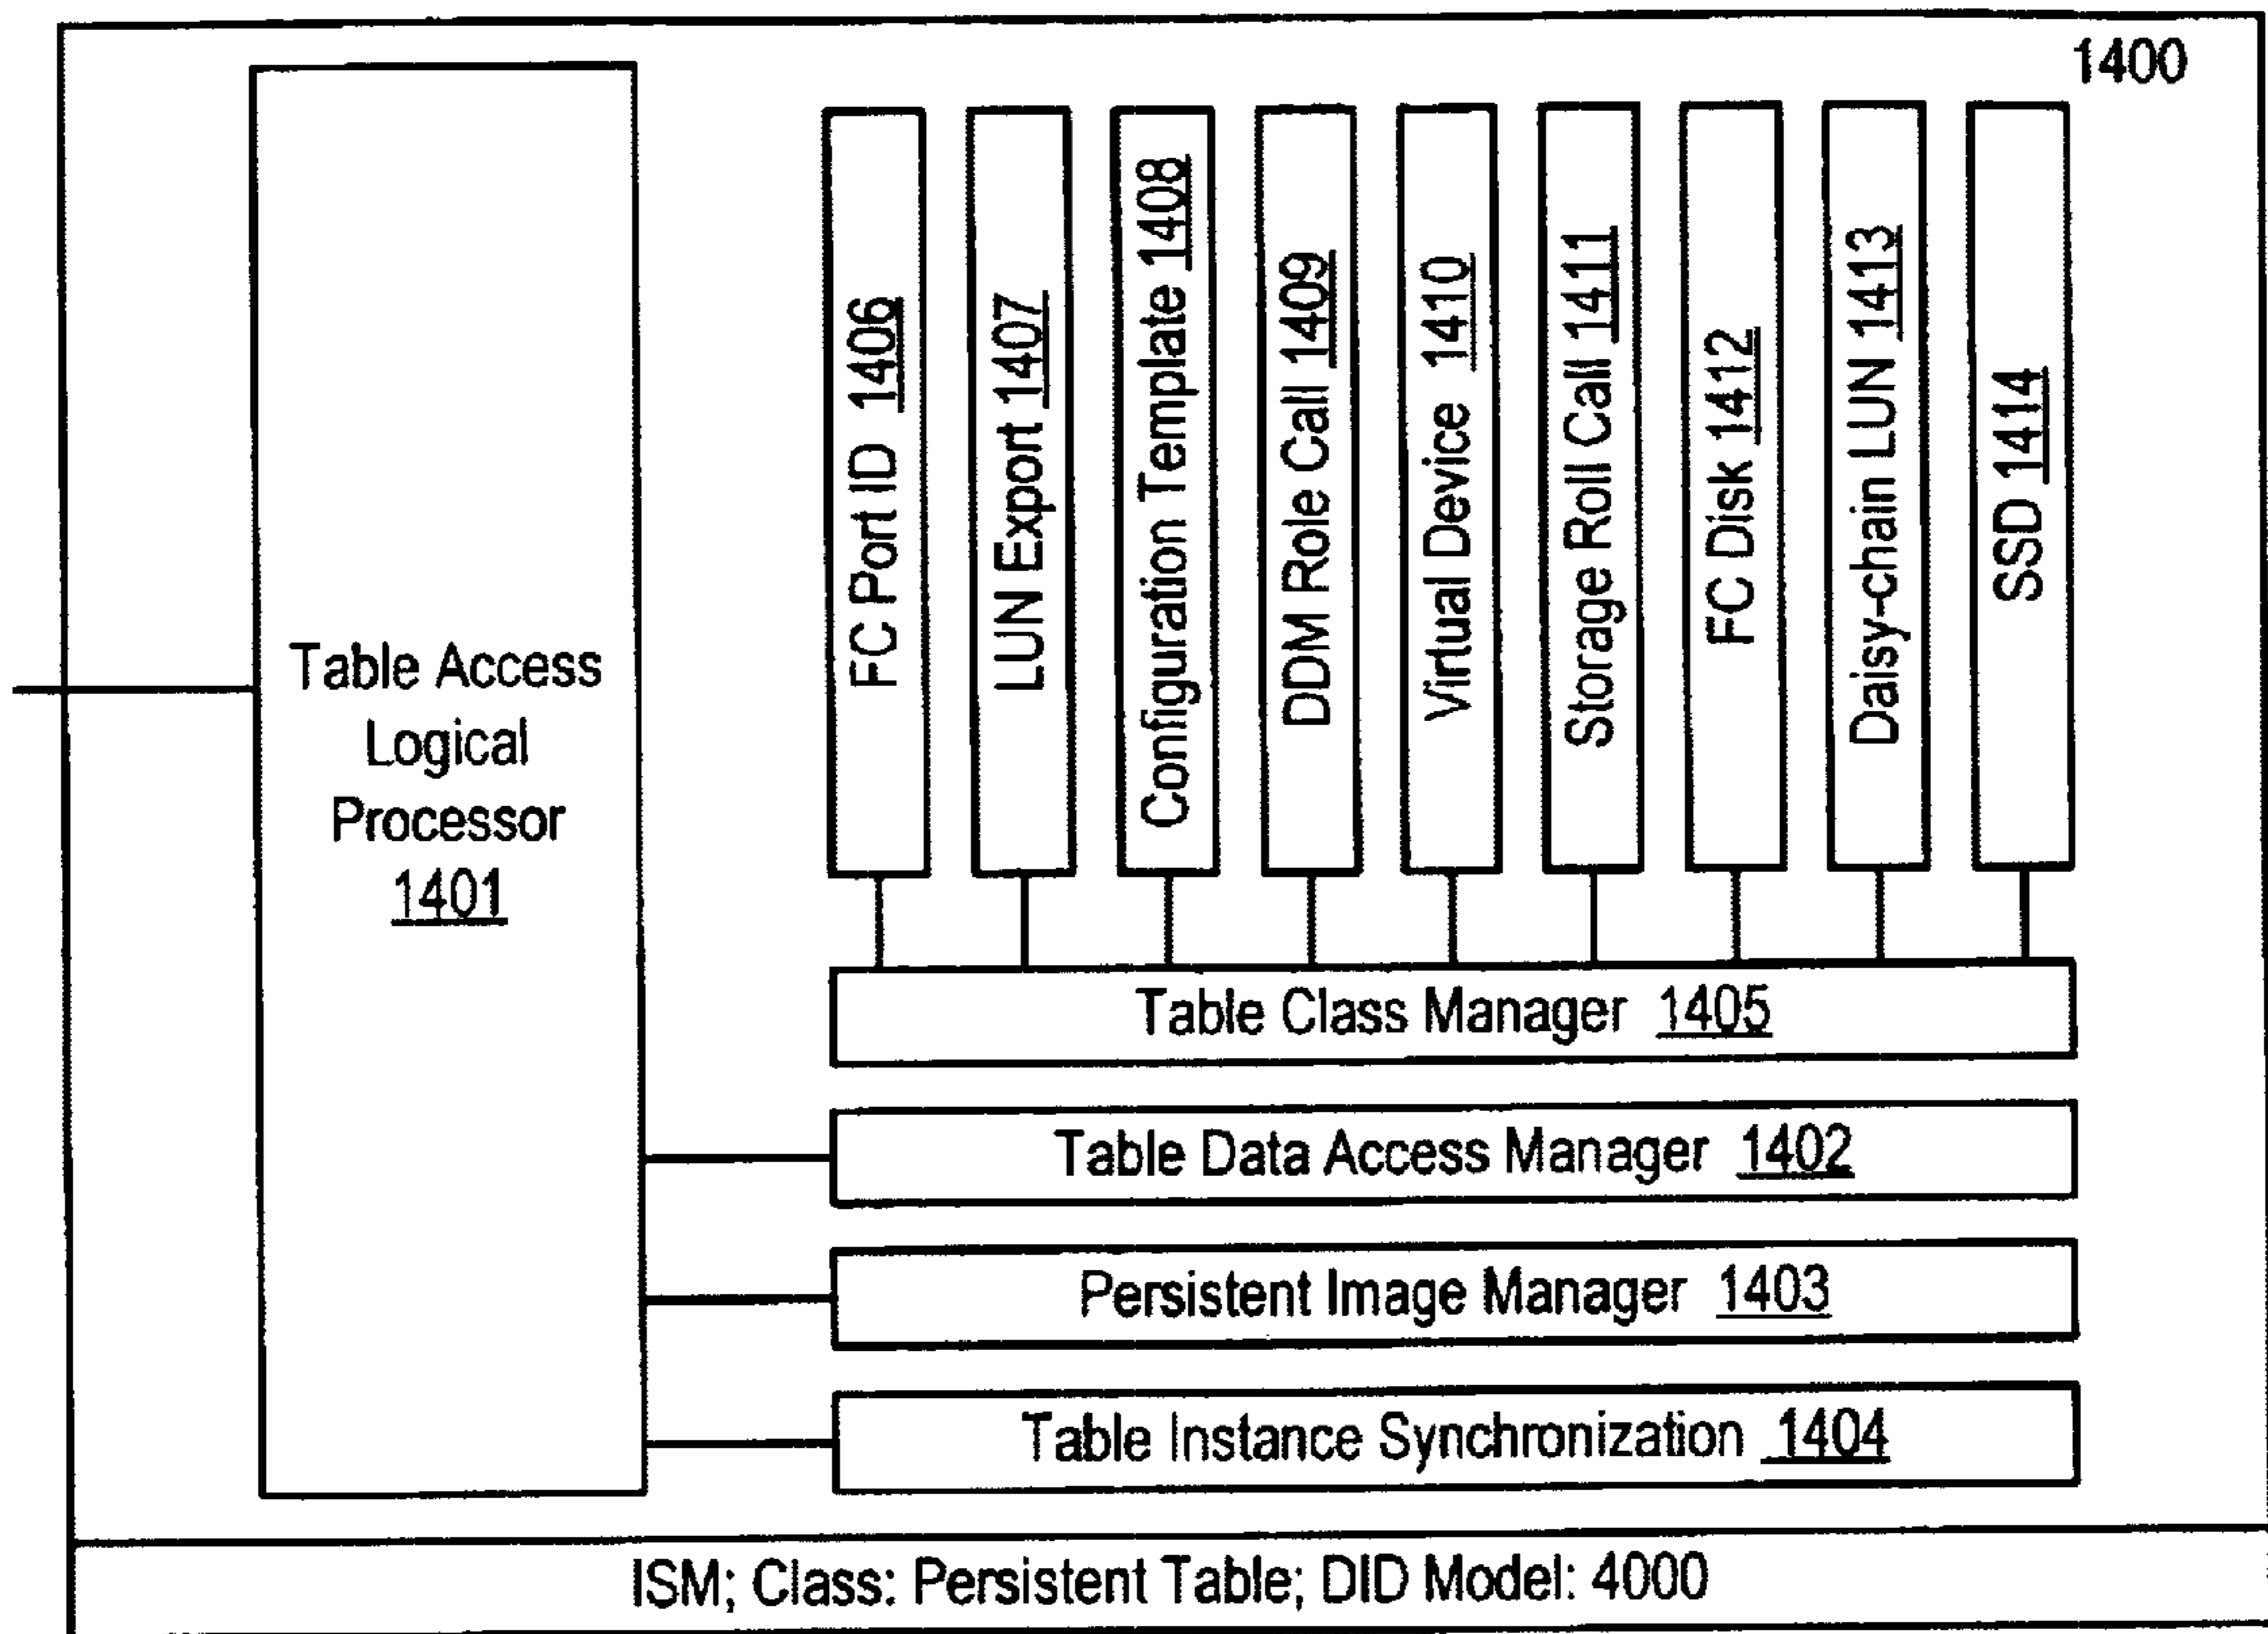 1400
Table Access
Logical
Processor
1401
FC Port ID 1406
LUN Export 1407
Configuration Template 1408
DDM Role Call 1409
Virtual Device 1410
Storage Roll Call 1411
FC Disk 1412
Daisy-chain LUN 1413
SSD 1414
Table Class Manager 1405
Table Data Access Manager 1402
Persistent Image Manager 1403
Table Instance Synchronization 1404
ISM; Class: Persistent Table; DID Model: 4000